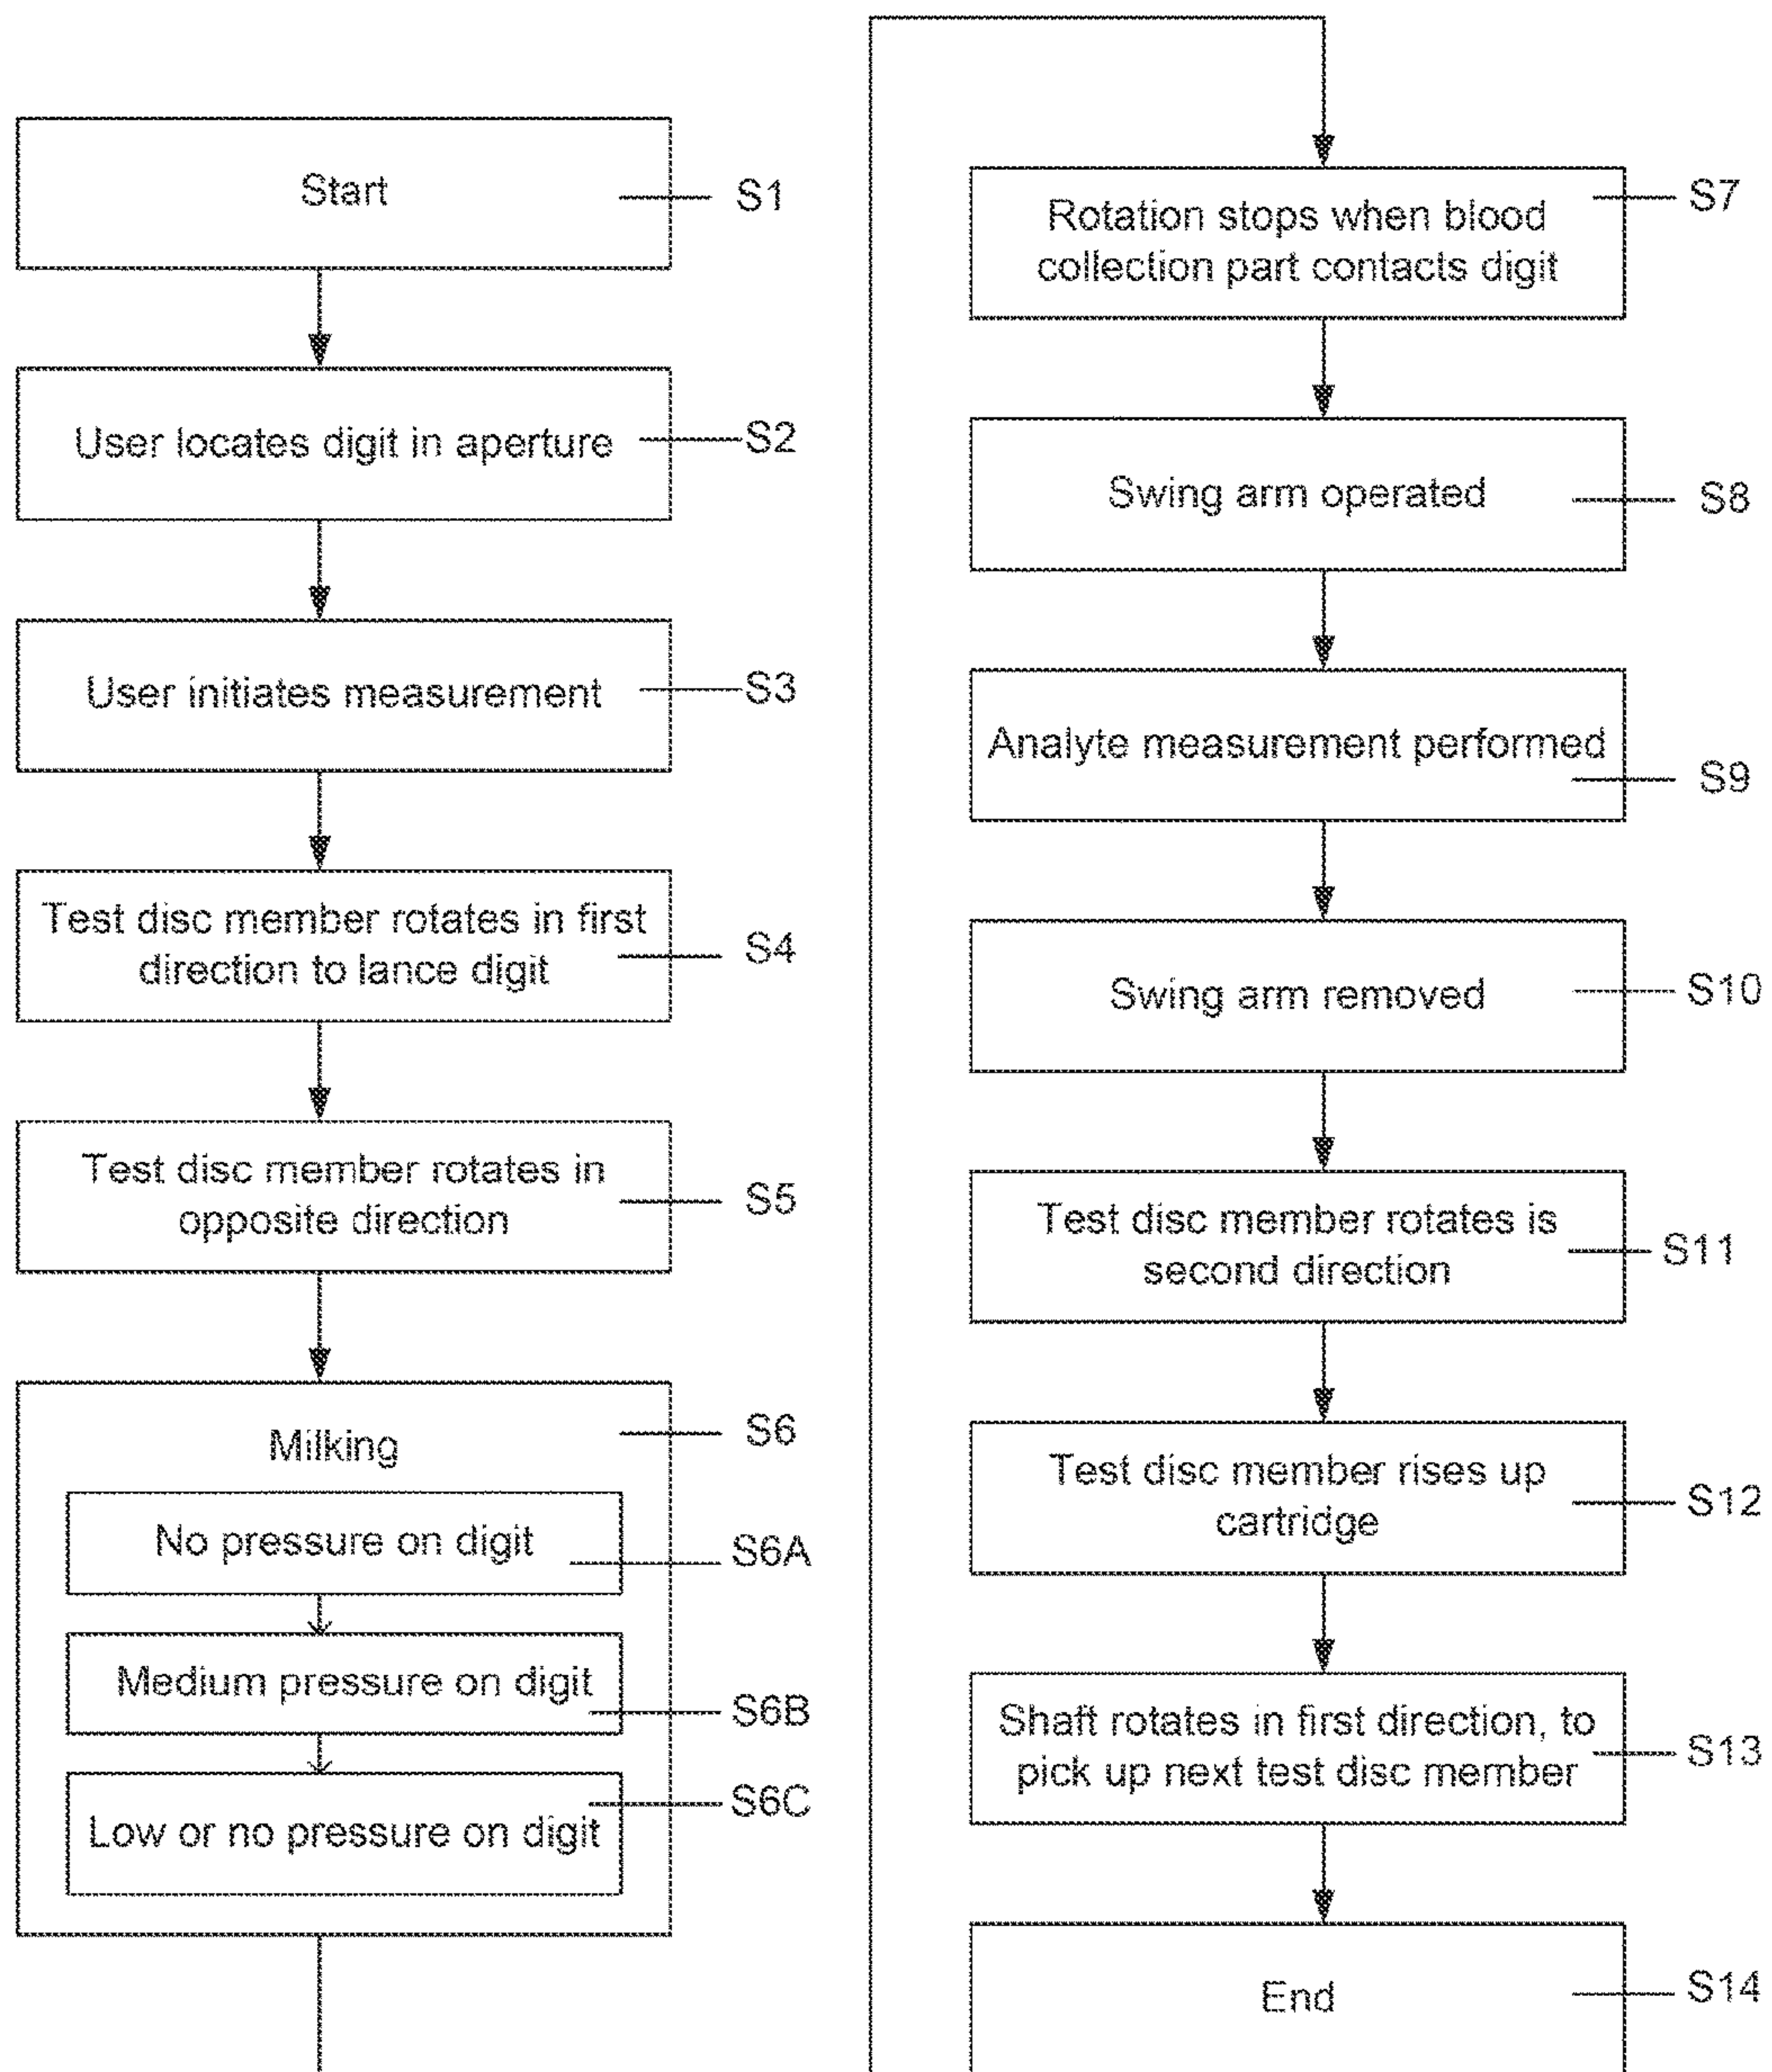 Start
S1
User locates digit in aperture
S2
User initiates measurement
S3
Test disc member rotates in first
direction to lance digit
S4
Test disc member rotates in
opposite direction
S5
Milking
S6
No pressure on digit
S6A
Medium pressure on digit
S6B
Low or no pressure on digit
S6C
Rotation stops when blood
collection part contacts digit
S7
Swing arm operated
S8
Analyte measurement performed
S9
Swing arm removed
S10
Test disc member rotates is
second direction
S11
Test disc member rises up
cartridge
S12
Shaft rotates in first direction, to
pick up next test disc member
S13
End
S14